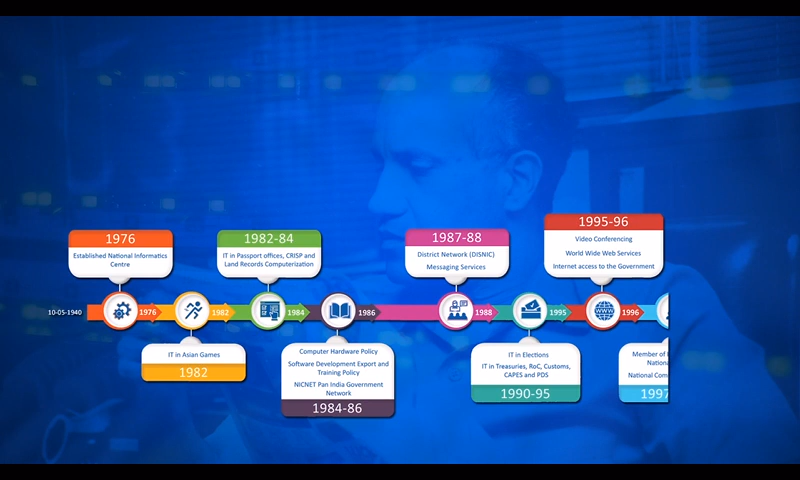 1976
Established National Informatics
Centre
1982-84
IT in Passport offices, CRISP and
Land Records Computerization
1987-88
District Network (DISNIC)
Messaging Services
1995-96
Video Conferencing
World Wide Web Services
Internet access to the Government
10-05-1940
1976
1982
1984
1986
1988
1995
WWW
1996
IT in Asian Games
1982
Computer Hardware Policy
Software Development Export and
Training Policy
NICNET Pan India Government
Network
1984-86
IT in Elections
IT in Treasuries, RoC, Customs,
CAPES and PDS
1990-95
Member of
Nationa
National Com
1997